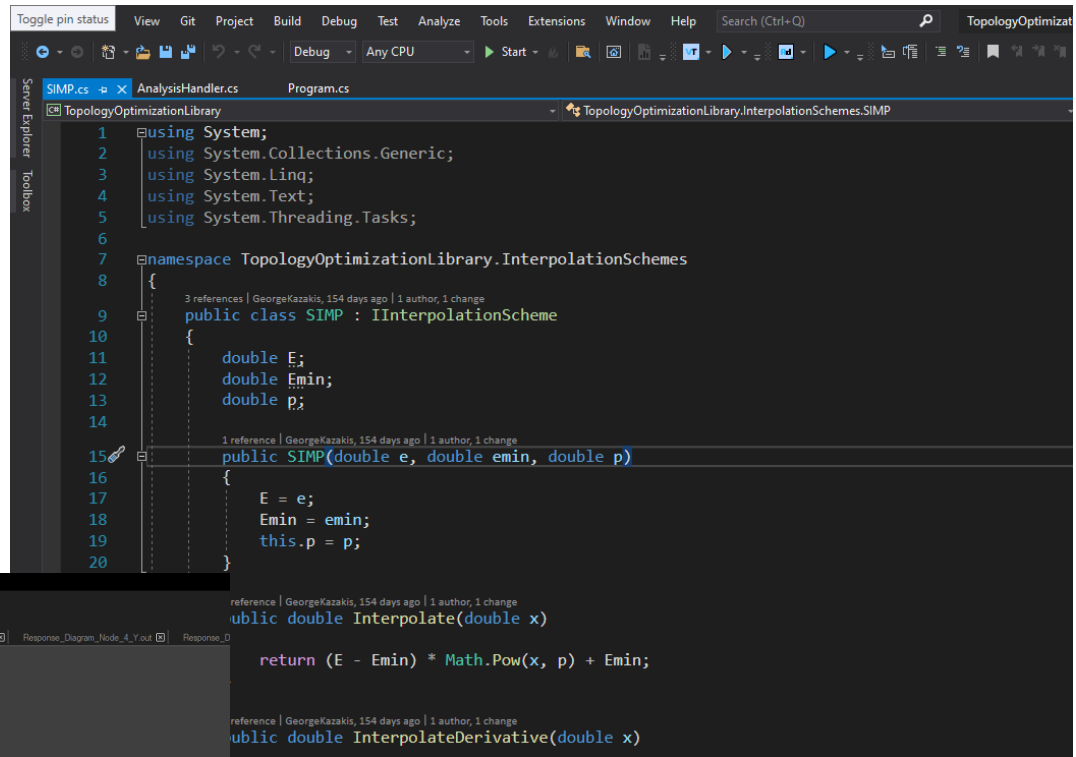 Toggle pin status View Git Project Build Debug Test Analyze Tools Extensions Window Help Search (Ctrl+Q) TopologyOptimizat
Debug Any CPU Start VT Rd
SIMP.cs AnalysisHandler.cs Program.cs
C# TopologyOptimizationLibrary TopologyOptimizationLibrary.InterpolationSchemes.SIMP
Server Explorer
Toolbox
1 using System;
2 using System.Collections.Generic;
3 using System.Linq;
4 using System.Text;
5 using System.Threading.Tasks;
6
7 namespace TopologyOptimizationLibrary.InterpolationSchemes
8 {
3 references | GeorgeKazakis, 154 days ago | 1 author, 1 change
9 public class SIMP : IInterpolationScheme
10 {
11 double E;
12 double Emin;
13 double p;
14
1 reference | GeorgeKazakis, 154 days ago | 1 author, 1 change
15 public SIMP(double e, double emin, double p)
16 {
17 E = e;
18 Emin = emin;
19 this.p = p;
20 }
reference | GeorgeKazakis, 154 days ago | 1 author, 1 change
ublic double Interpolate(double x)
Response_Diagram_Node_4_Y.out Response_D
return (E - Emin) * Math.Pow(x, p) + Emin;
reference | GeorgeKazakis, 154 days ago | 1 author, 1 change
ublic double InterpolateDerivative(double x)